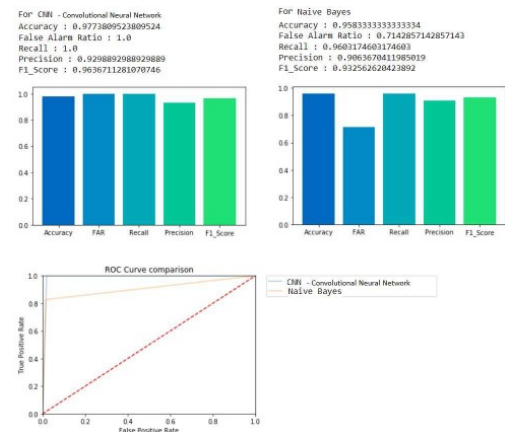 For CNN - Convolutional Neural Network
Accuracy : 0.9773809523809524
False Alarm Ratio : 1.0
Recall : 1.0
Precision : 0.9298892988929889
F1_Score : 0.9636711281070746
1.0
0.8
0.6
0.4
0.2
0.0
Accuracy FAR Recall Precision F1_Score
For Naive Bayes
Accuracy : 0.9583333333333334
False Alarm Ratio : 0.7142857142857143
Recall : 0.9603174603174603
Precision : 0.9063670411985019
F1_Score : 0.932562620423892
1.0
0.8
0.6
0.4
0.2
0.0
Accuracy FAR Recall Precision F1_Score
ROC Curve comparison
True Positive Rate
1.0
0.8
0.6
0.4
0.2
0.0
0.0 0.2 0.4 0.6 0.8 1.0
False Positive Rate
CNN - Convolutional Neural Network
Naive Bayes